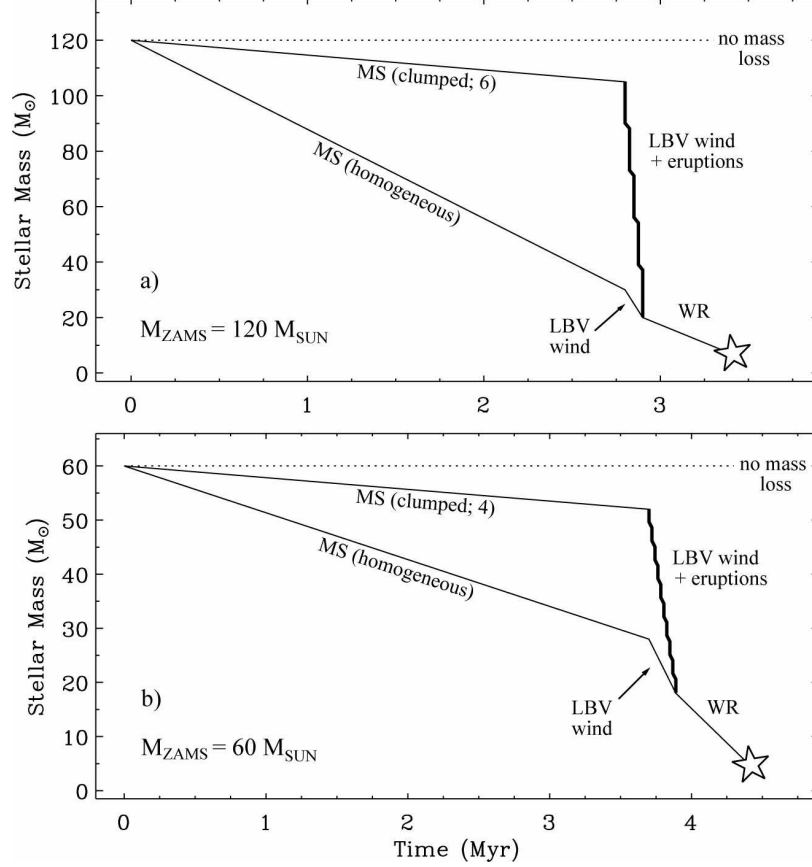 120
100
80
60
40
20
0
Stellar Mass (M☉)
no mass
loss
MS (clumped; 6)
MS (homogeneous)
LBV wind
+ eruptions
a)
M_ZAMS = 120 M_SUN
LBV
wind
WR
0
1
2
3
60
50
40
30
20
10
0
Stellar Mass (M☉)
no mass
loss
MS (clumped; 4)
MS (homogeneous)
LBV wind
+ eruptions
b)
M_ZAMS = 60 M_SUN
LBV
wind
WR
0
1
2
3
4
Time (Myr)